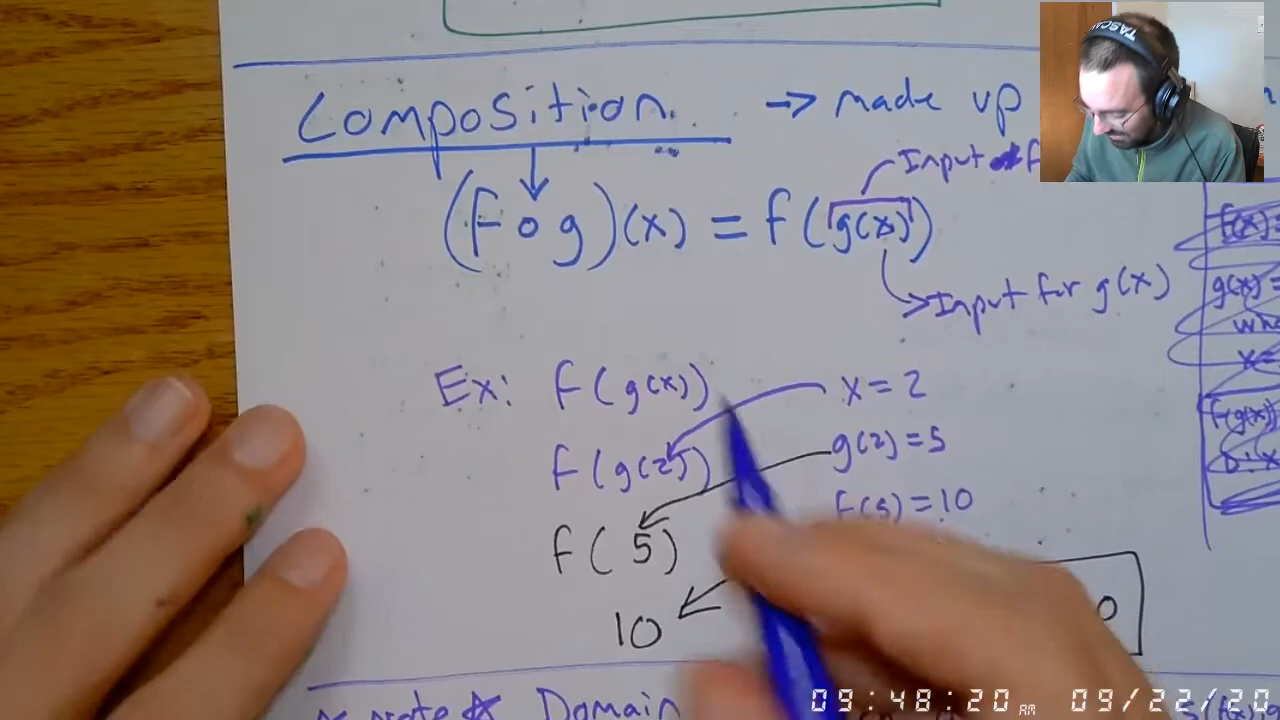 TASCA
Composition. → made up
Input
(f ∘ g)(x) = f(g(x))
f(x)=
g(x)=
Input for g(x)
x=
Ex: f(g(x)) x = 2
f(g(x))
f(g(2)) g(2) = 5
f(5) = 10
f(5)
10
Domain
09:48:20 AM 09/22/20